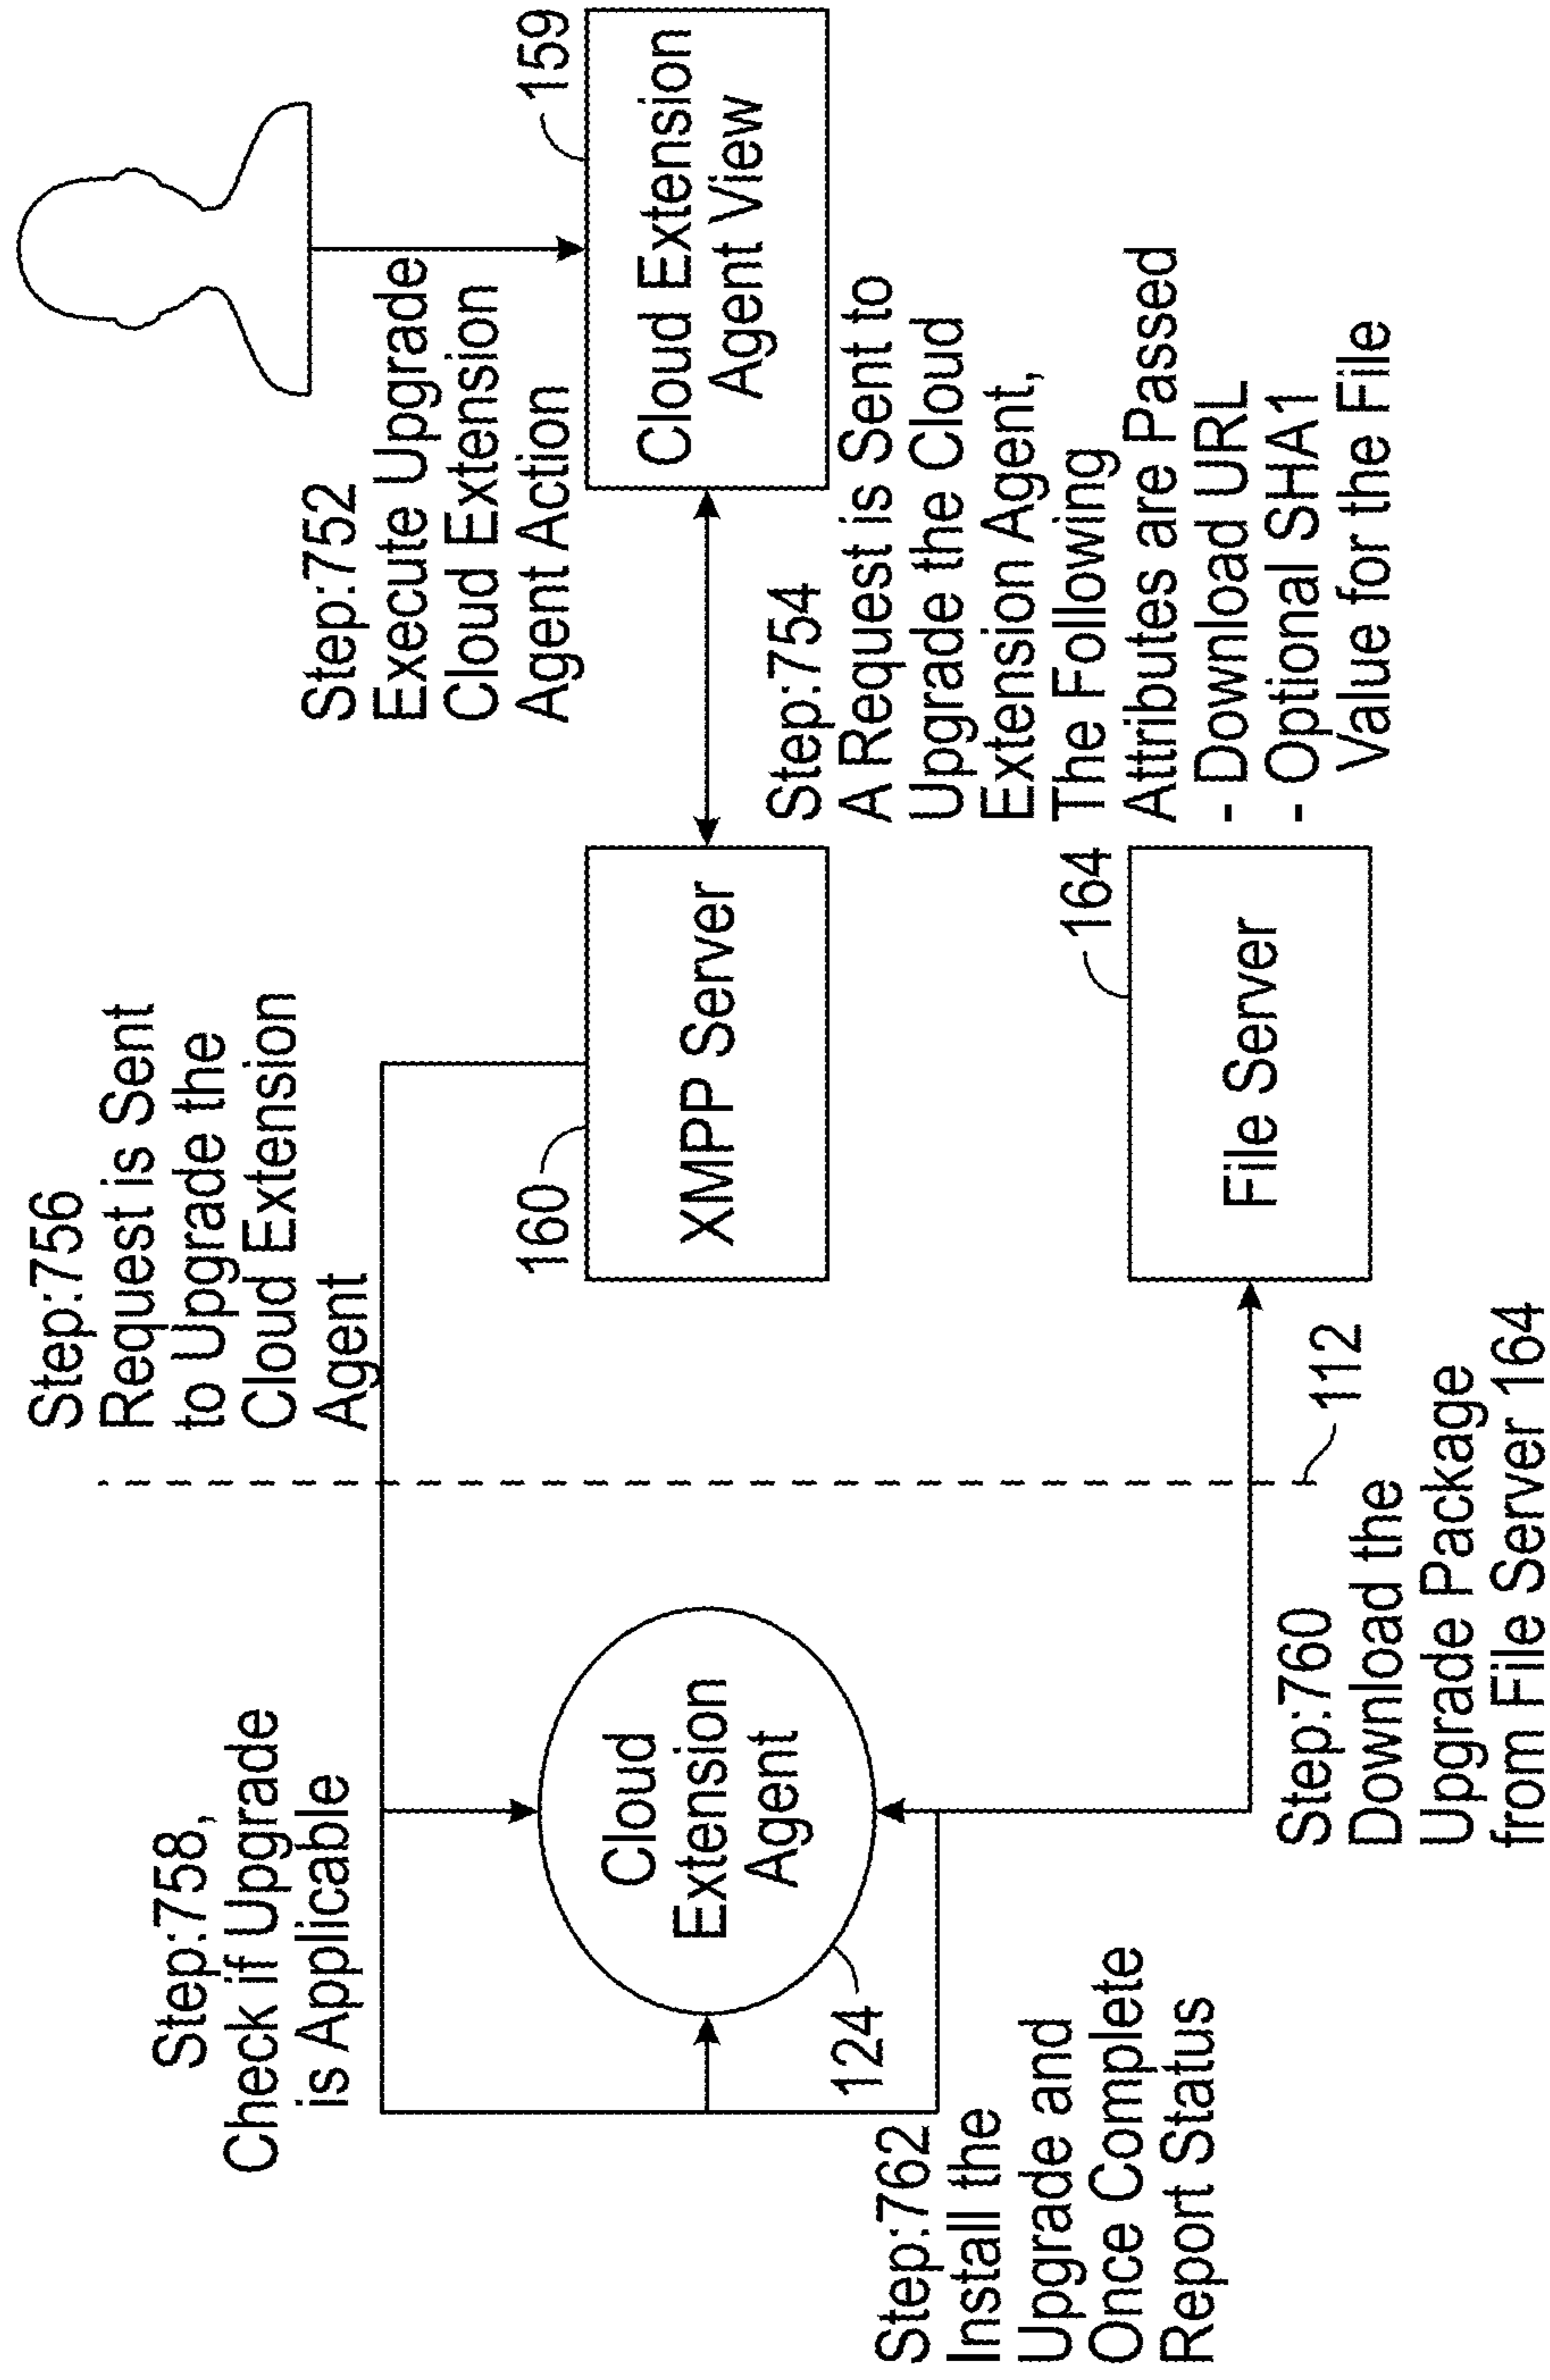 Step:758,
Check if Upgrade
is Applicable
Step:756
Request is Sent
to Upgrade the
Cloud Extension
Agent
Step:752
Execute Upgrade
Cloud Extension
Agent Action
159
Cloud Extension
Agent View
160
XMPP Server
Cloud
Extension
Agent
124
Step:754
A Request is Sent to
Upgrade the Cloud
Extension Agent,
The Following
Attributes are Passed
- Download URL
- Optional SHA1
Value for the File
164
File Server
112
Step:762
Install the
Upgrade and
Once Complete
Report Status
Step:760
Download the
Upgrade Package
from File Server 164